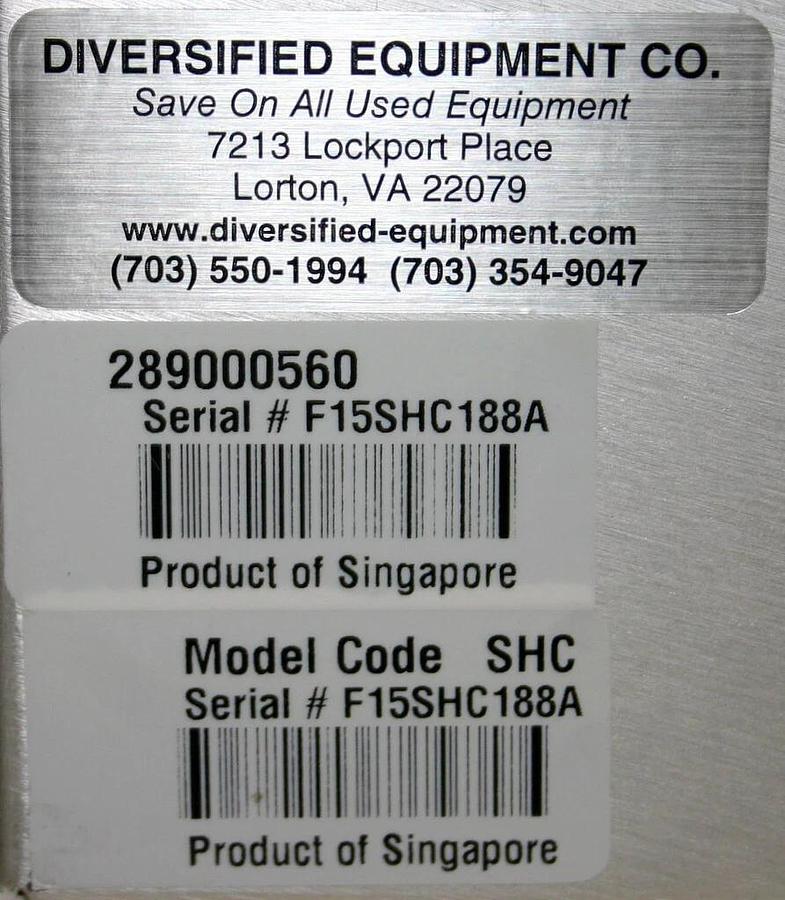 DIVERSIFIED EQUIPMENT CO.
Save On All Used Equipment
7213 Lockport Place
Lorton, VA 22079
www.diversified-equipment.com
(703) 550-1994 (703) 354-9047
289000560
Serial # F15SHC188A
Product of Singapore
Model Code SHC
Serial # F15SHC188A
Product of Singapore